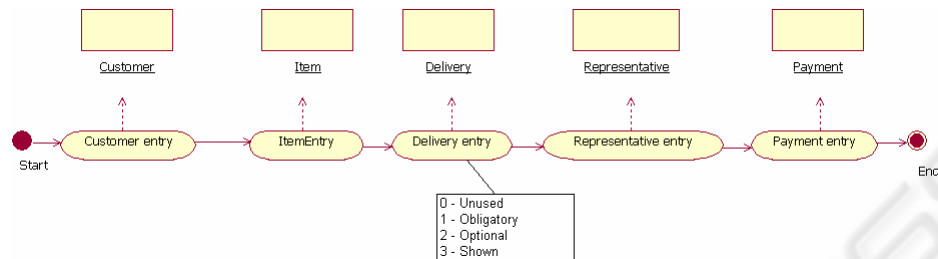 Customer
Item
Delivery
Representative
Payment
Customer entry
ItemEntry
Delivery entry
Representative entry
Payment entry
Start
End
0 - Unused
1 - Obligatory
2 - Optional
3 - Shown